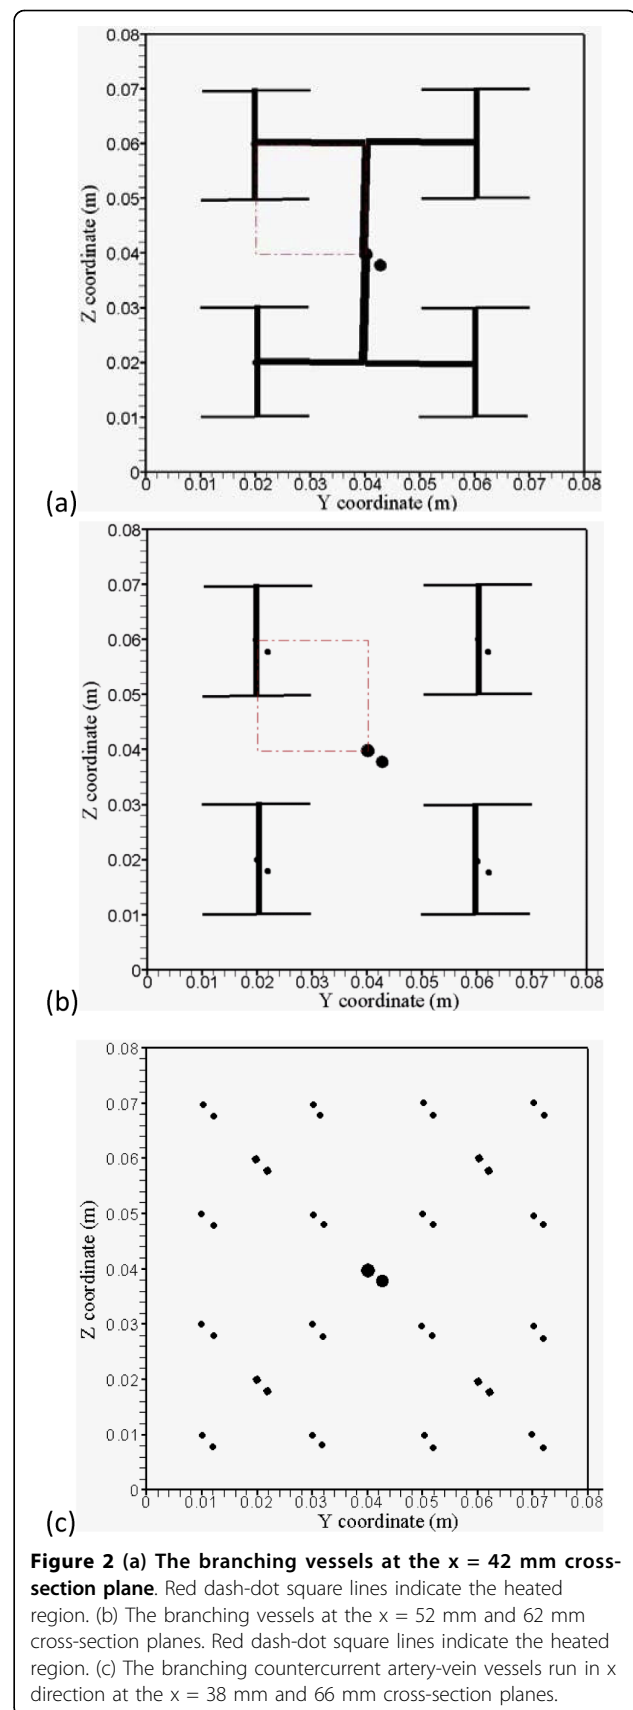 0.08
0.07
0.06
0.05
0.04
0.03
0.02
0.01
0
Z coordinate (m)
0 0.01 0.02 0.03 0.04 0.05 0.06 0.07 0.08
Y coordinate (m)
(a)
0.08
0.07
0.06
0.05
0.04
0.03
0.02
0.01
0
Z coordinate (m)
0 0.01 0.02 0.03 0.04 0.05 0.06 0.07 0.08
Y coordinate (m)
(b)
0.08
0.07
0.06
0.05
0.04
0.03
0.02
0.01
0
Z coordinate (m)
0 0.01 0.02 0.03 0.04 0.05 0.06 0.07 0.08
Y coordinate (m)
(c)
Figure 2 (a) The branching vessels at the x = 42 mm cross-
section plane. Red dash-dot square lines indicate the heated
region. (b) The branching vessels at the x = 52 mm and 62 mm
cross-section planes. Red dash-dot square lines indicate the heated
region. (c) The branching countercurrent artery-vein vessels run in x
direction at the x = 38 mm and 66 mm cross-section planes.